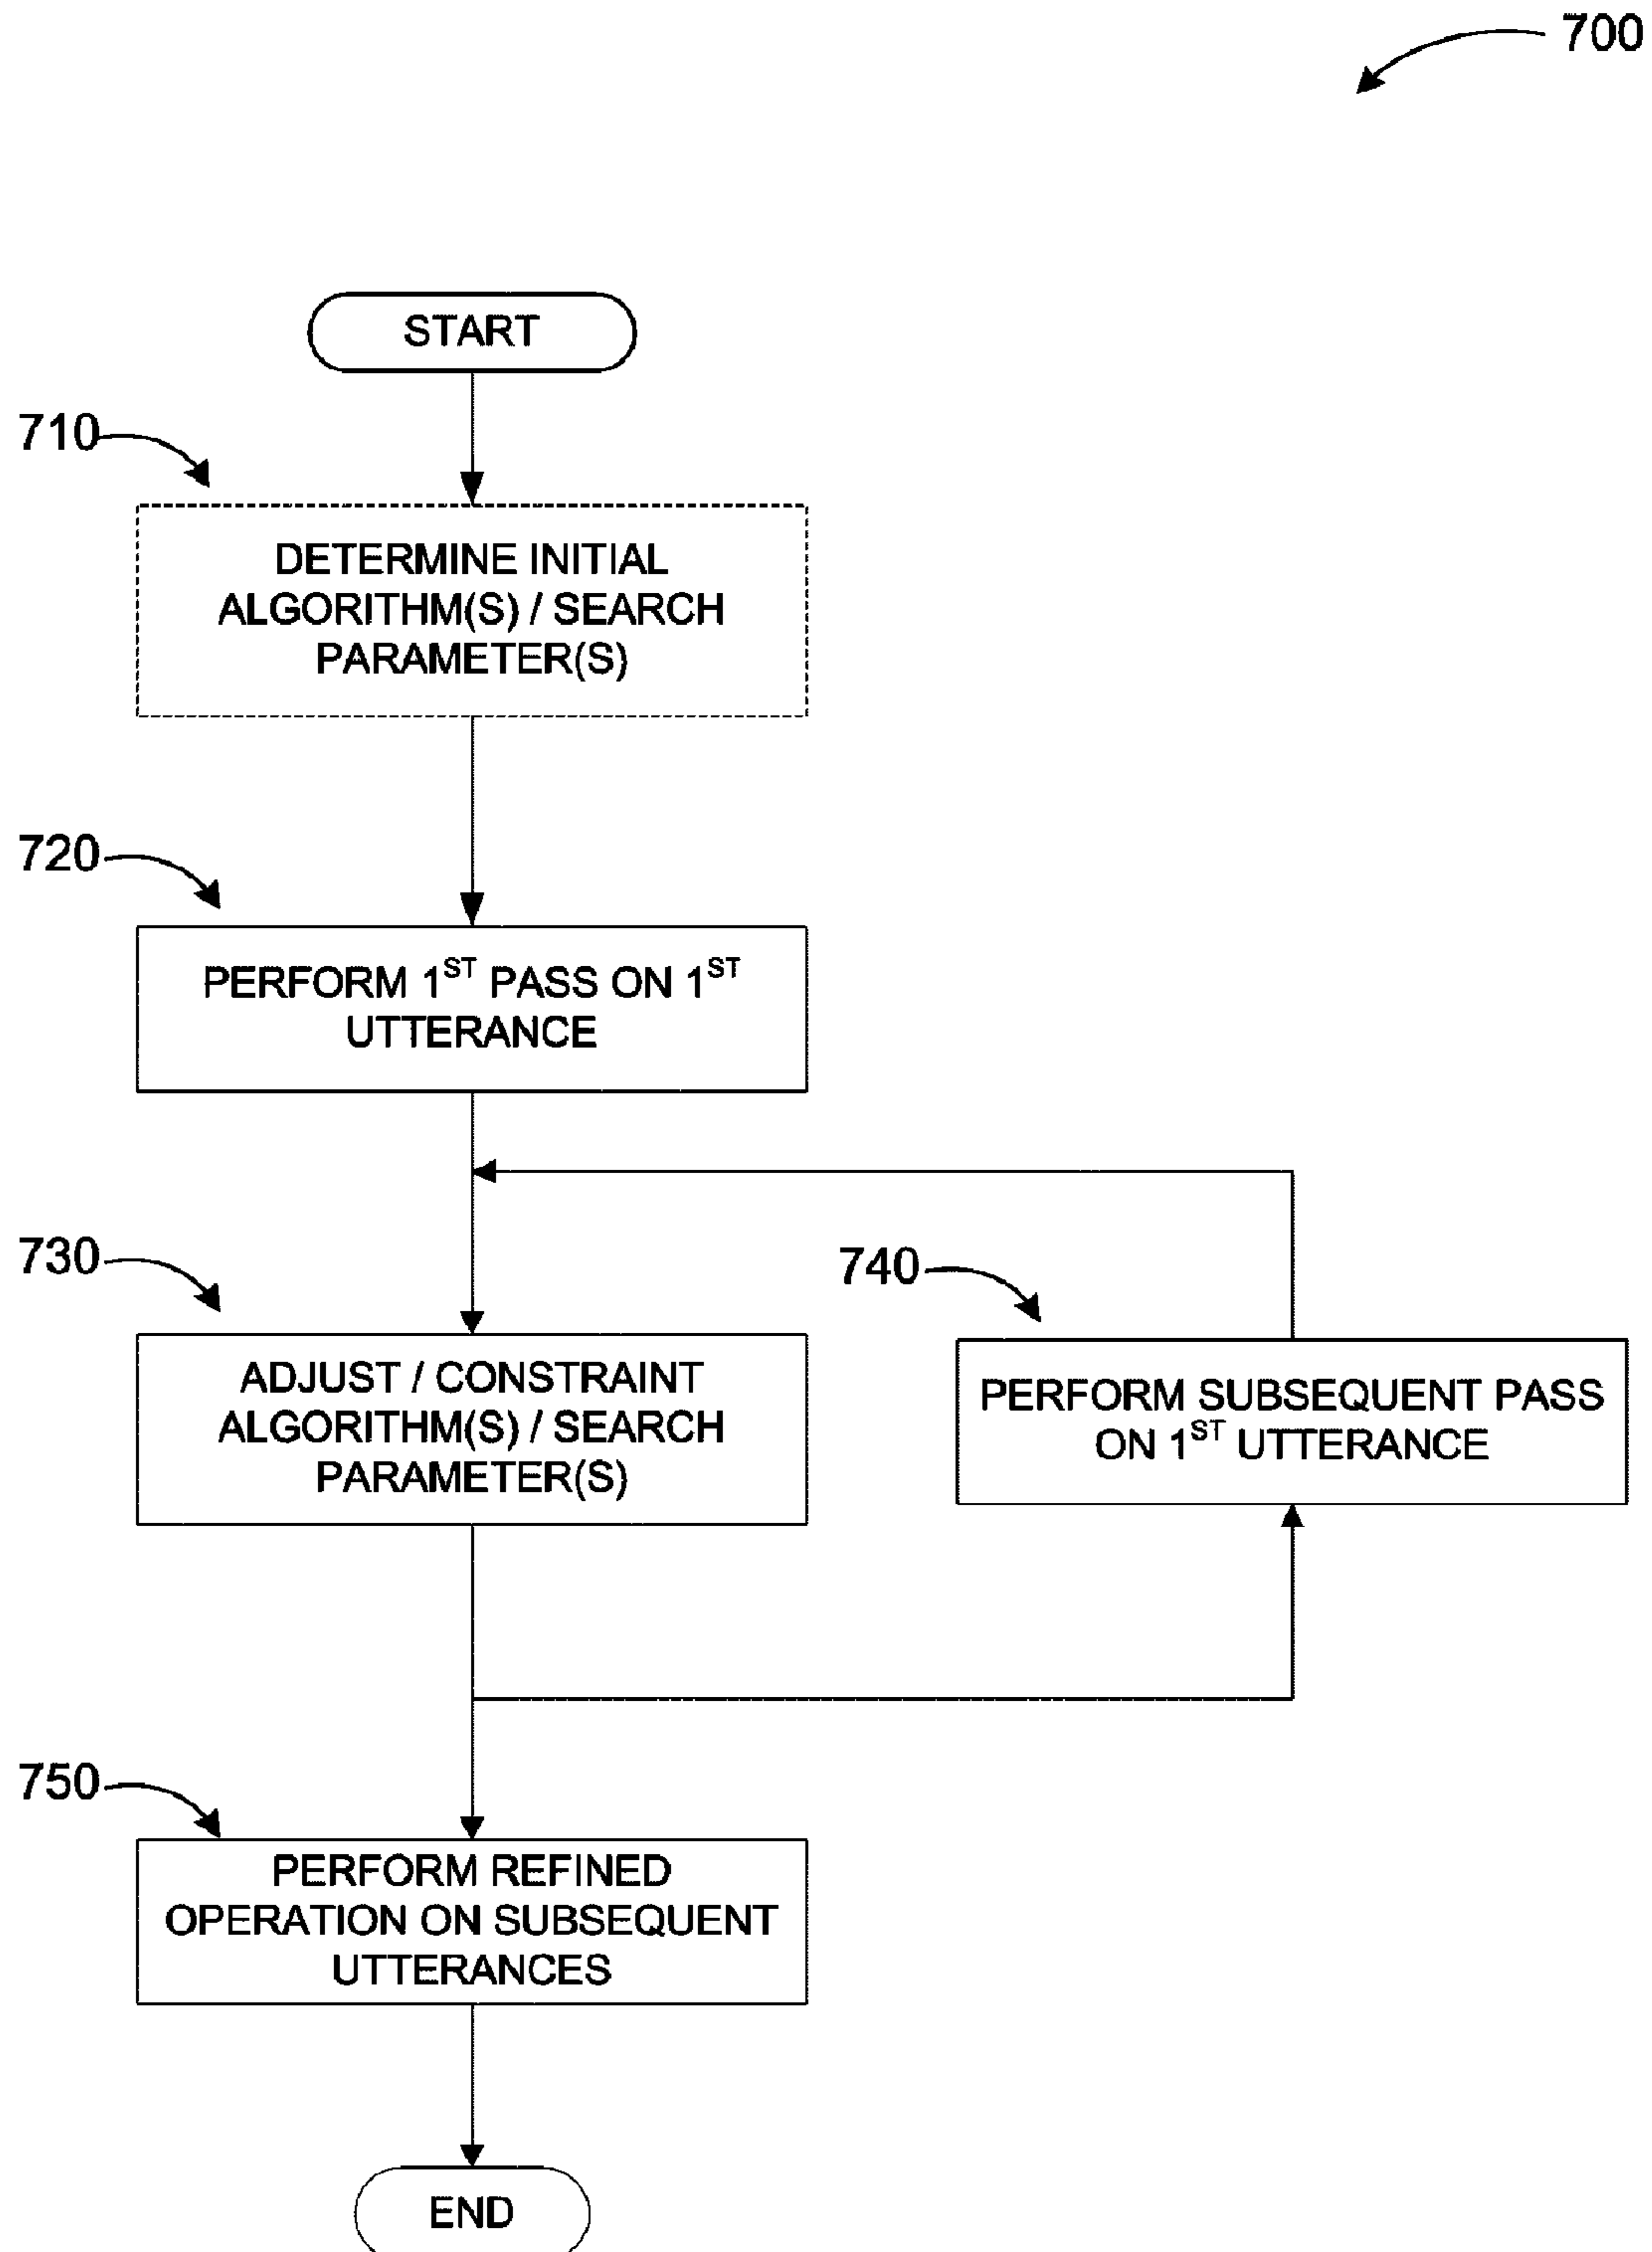 700
START
710
DETERMINE INITIAL
ALGORITHM(S) / SEARCH
PARAMETER(S)
720
PERFORM 1ST PASS ON 1ST
UTTERANCE
730
ADJUST / CONSTRAINT
ALGORITHM(S) / SEARCH
PARAMETER(S)
740
PERFORM SUBSEQUENT PASS
ON 1ST UTTERANCE
750
PERFORM REFINED
OPERATION ON SUBSEQUENT
UTTERANCES
END